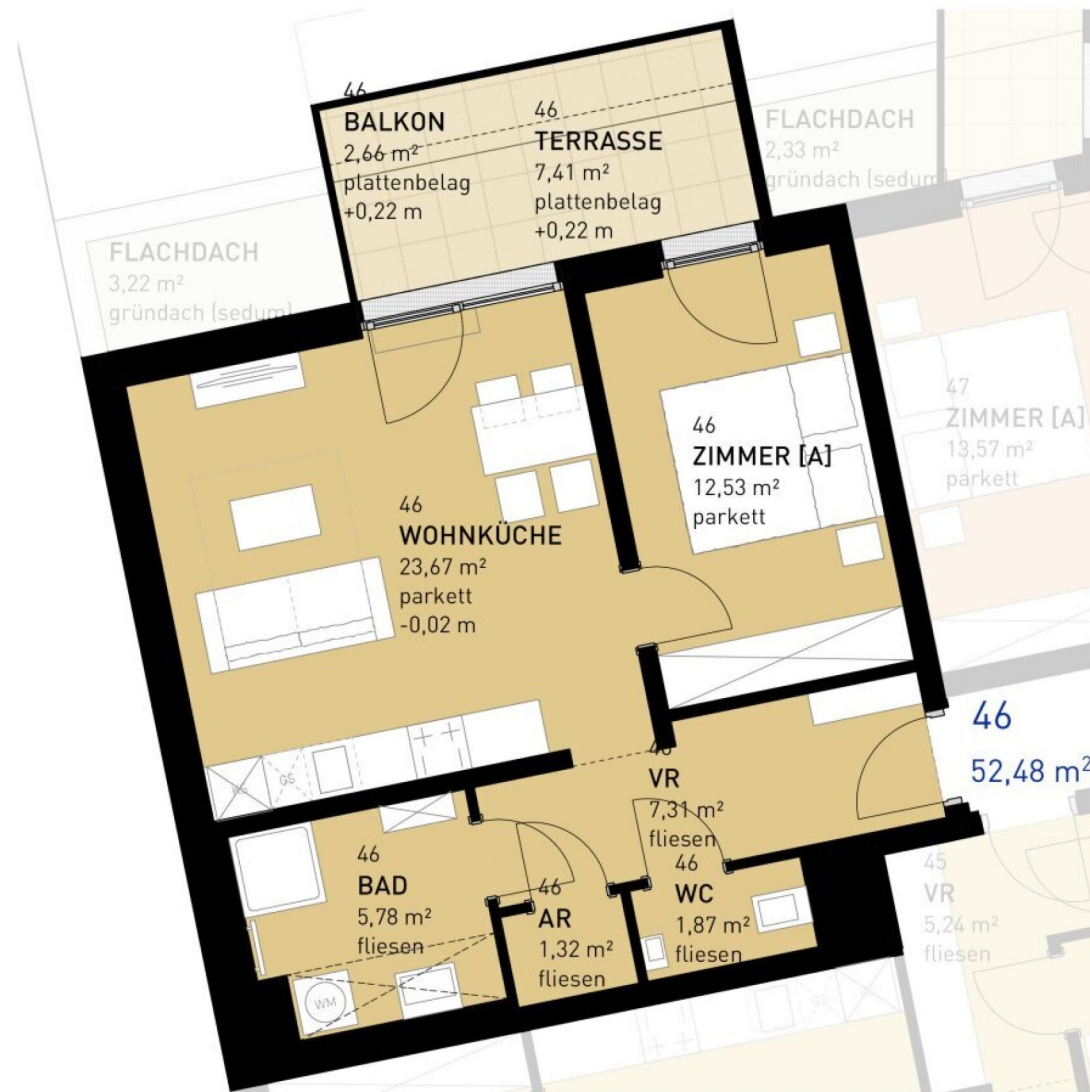 46
BALKON
2,66 m²
plattenbelag
+0,22 m
46
TERRASSE
7,41 m²
plattenbelag
+0,22 m
FLACHDACH
2,33 m²
gründach (sedum)
FLACHDACH
3,22 m²
gründach (sedum)
46
ZIMMER [A]
12,53 m²
parkett
47
ZIMMER [A]
13,57 m²
parkett
46
WOHNKÜCHE
23,67 m²
parkett
-0,02 m
46
52,48 m²
GS
46
VR
7,31 m²
fliesen
46
BAD
5,78 m²
fliesen
WM
46
AR
1,32 m²
fliesen
46
WC
1,87 m²
fliesen
45
VR
5,24 m²
fliesen
GS